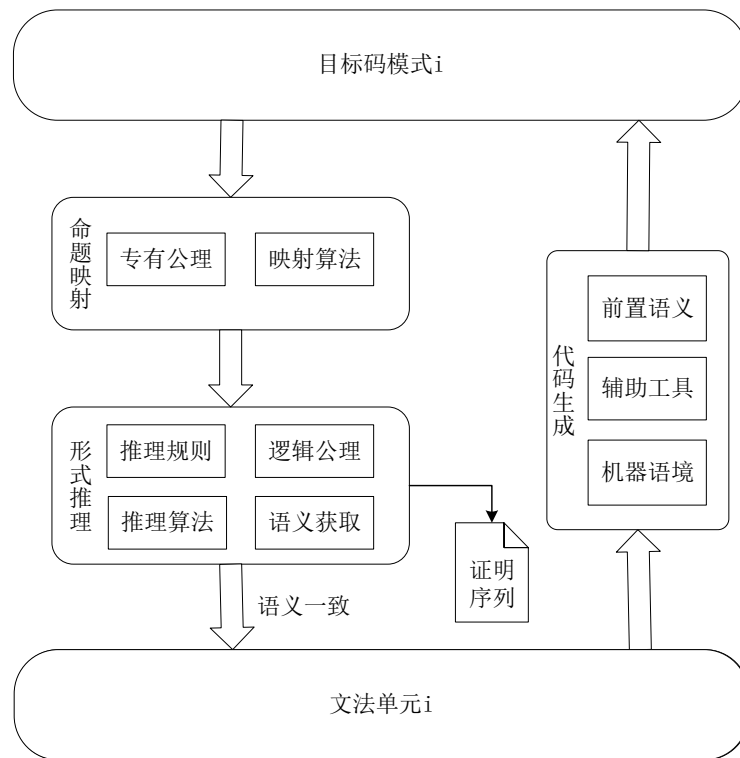 目标码模式i
命题映射
专有公理
映射算法
形式推理
推理规则
逻辑公理
推理算法
语义获取
证明
序列
语义一致
代码生成
前置语义
辅助工具
机器语境
文法单元i